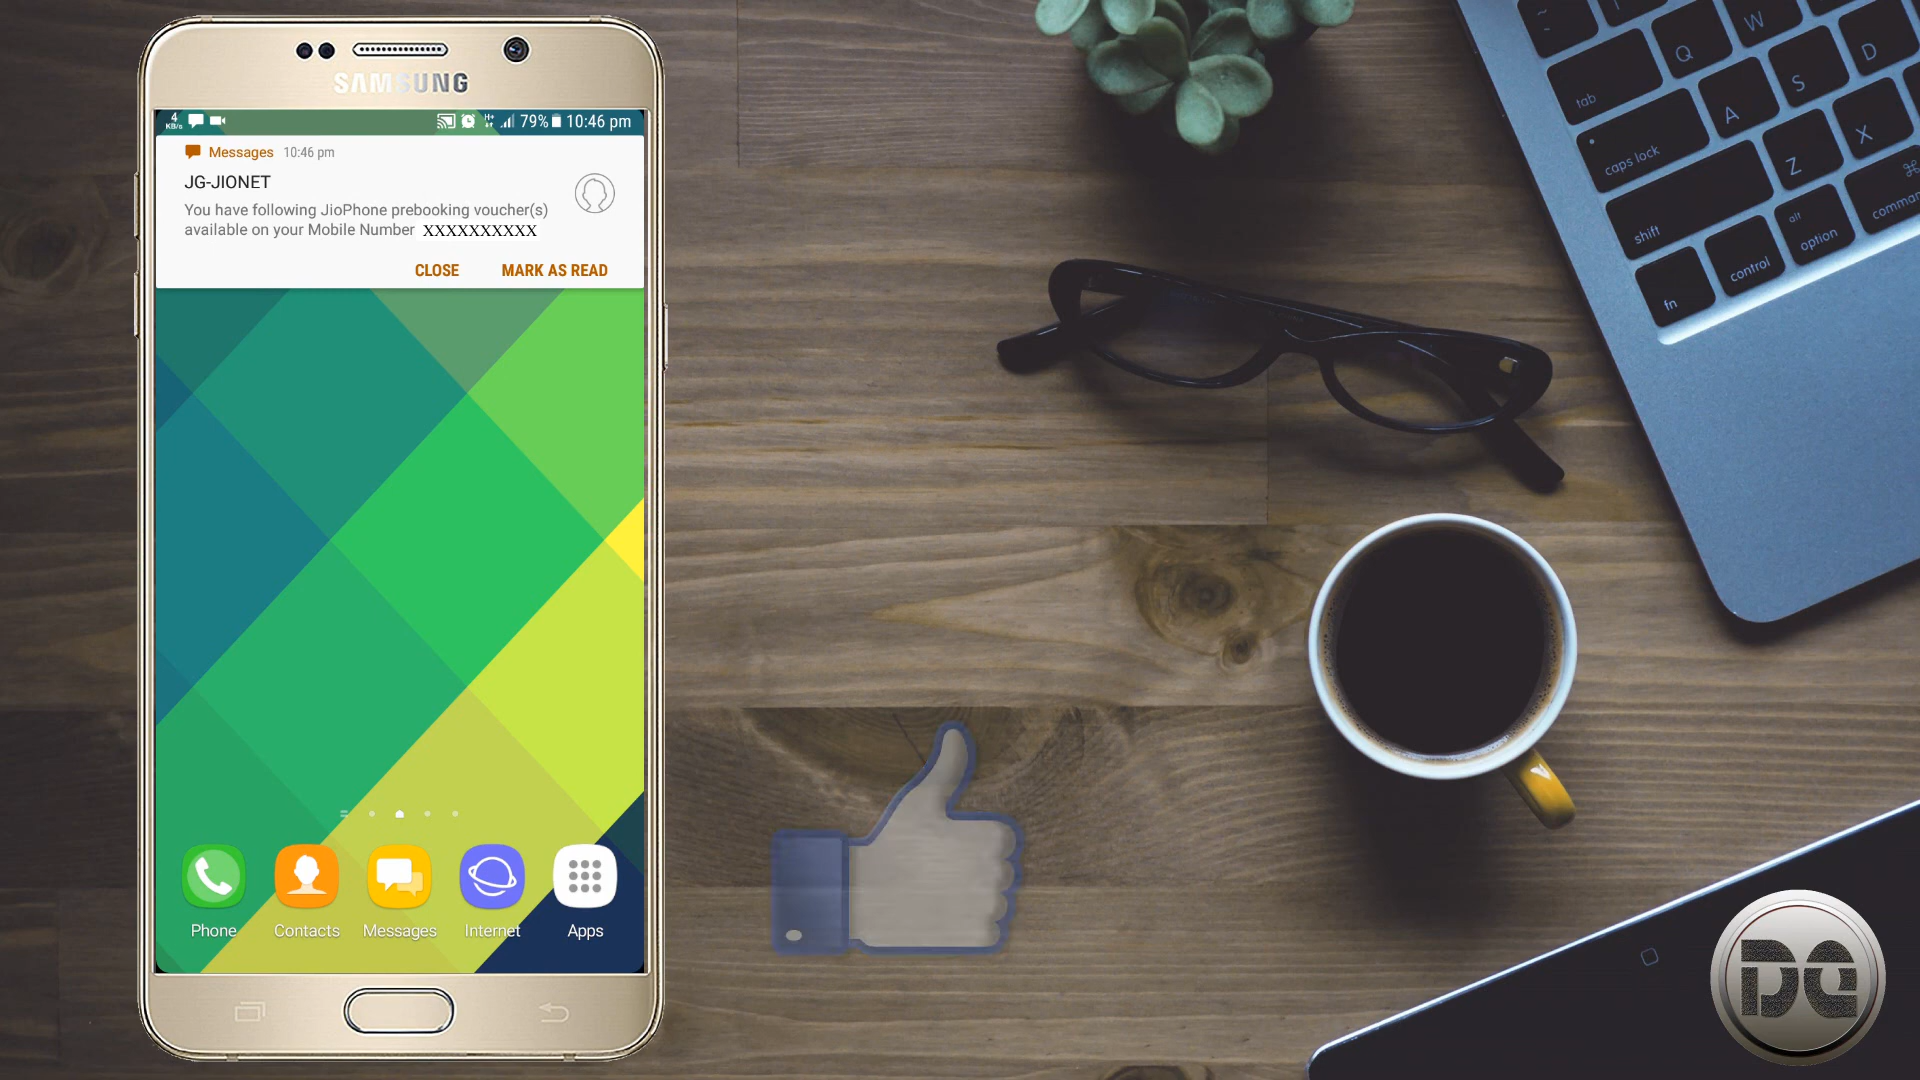 SAMSUNG
4
KB/s
H+
79%
10:46 pm
Messages 10:46 pm
JG-JIONET
You have following JioPhone prebooking voucher(s)
available on your Mobile Number XXXXXXXXXX
CLOSE MARK AS READ
Phone Contacts Messages Internet Apps
~
Q
W
tab
A
S
D
caps lock
Z
X
shift
fn
control
alt
option
⌘
command
DG